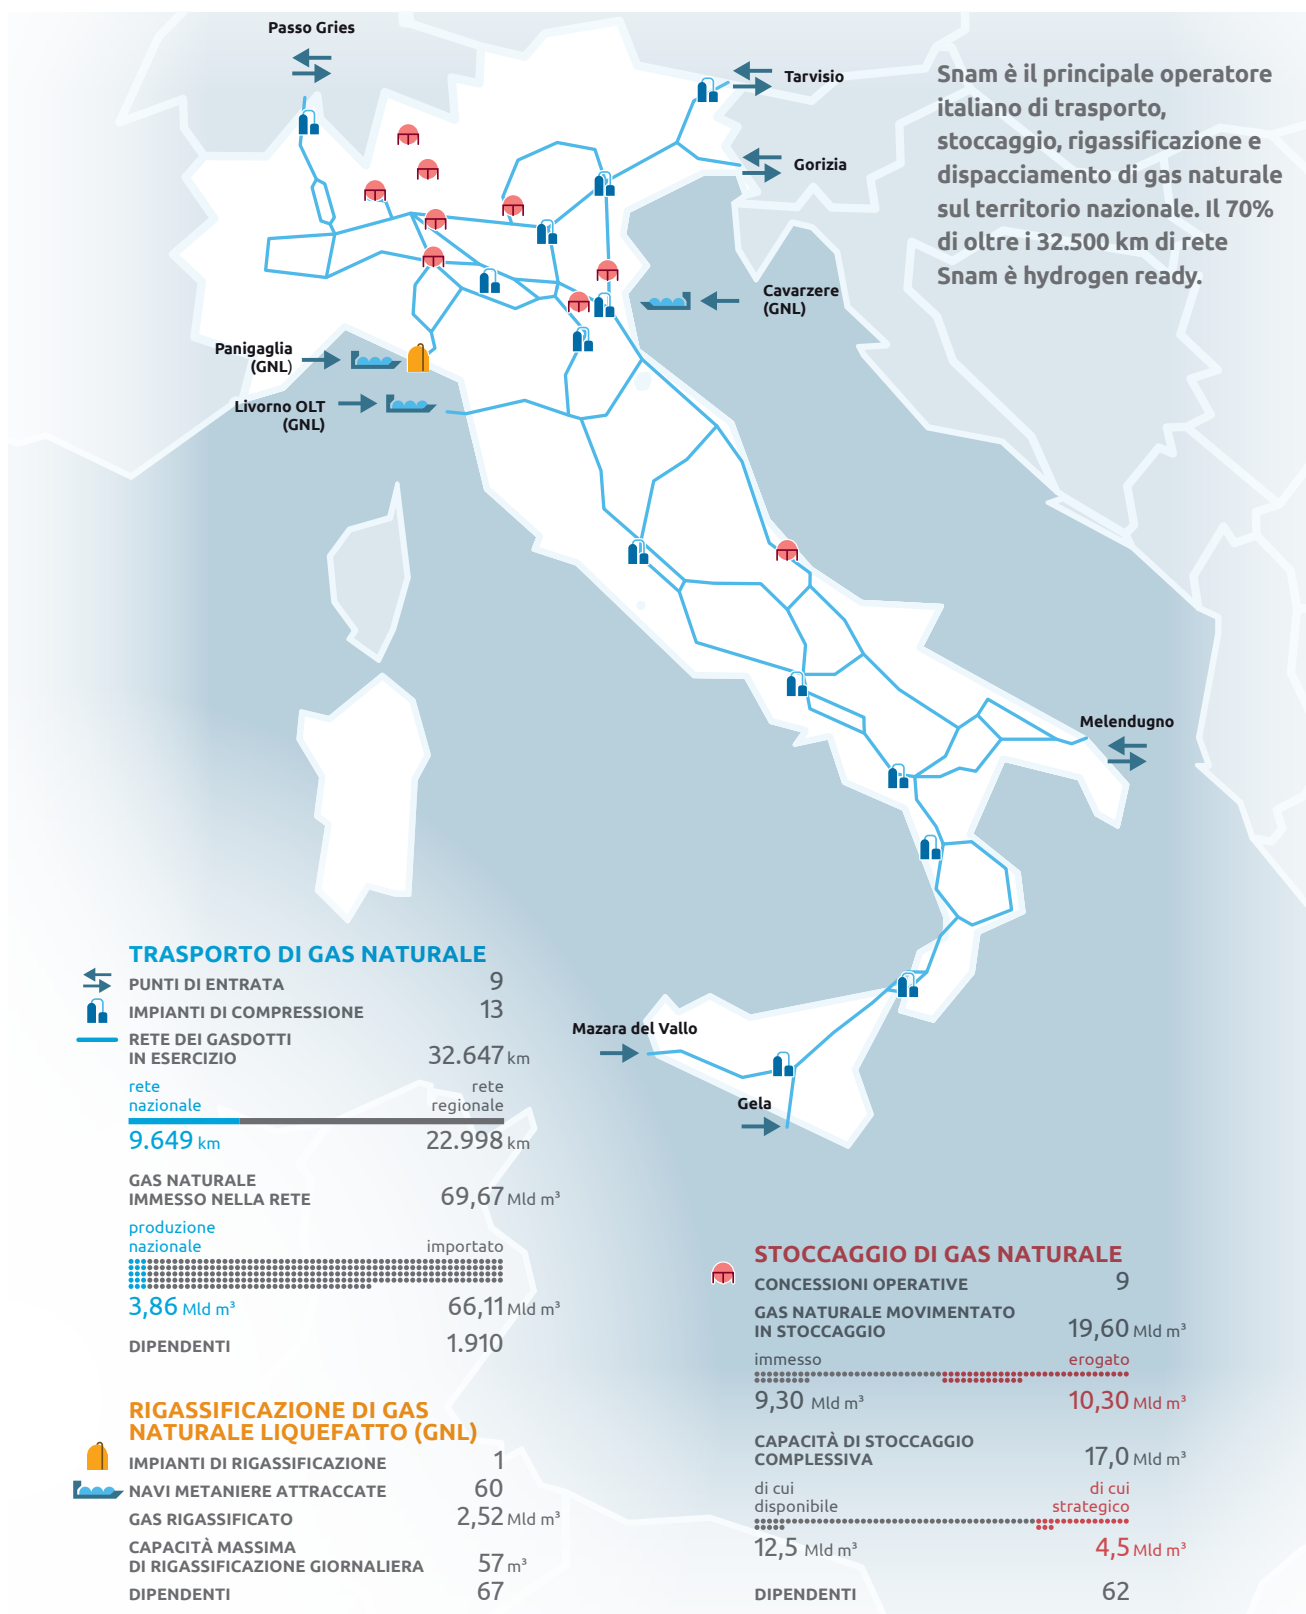 Passo Gries
Tarvisio
Gorizia
Snam è il principale operatore
italiano di trasporto,
stoccaggio, rigassificazione e
dispacciamento di gas naturale
sul territorio nazionale. Il 70%
di oltre i 32.500 km di rete
Snam è hydrogen ready.
Cavarzere
(GNL)
Panigaglia
(GNL)
Livorno OLT
(GNL)
Melendugno
Mazara del Vallo
Gela
TRASPORTO DI GAS NATURALE
PUNTI DI ENTRATA 9
IMPIANTI DI COMPRESSIONE 13
RETE DEI GASDOTTI
IN ESERCIZIO 32.647 km
rete rete
nazionale regionale
9.649 km 22.998 km
GAS NATURALE
IMMESSO NELLA RETE 69,67 Mld m³
produzione
nazionale importato
3,86 Mld m³ 66,11 Mld m³
DIPENDENTI 1.910
RIGASSIFICAZIONE DI GAS
NATURALE LIQUEFATTO (GNL)
IMPIANTI DI RIGASSIFICAZIONE 1
NAVI METANIERE ATTRACCATE 60
GAS RIGASSIFICATO 2,52 Mld m³
CAPACITÀ MASSIMA
DI RIGASSIFICAZIONE GIORNALIERA 57 m³
DIPENDENTI 67
STOCCAGGIO DI GAS NATURALE
CONCESSIONI OPERATIVE 9
GAS NATURALE MOVIMENTATO
IN STOCCAGGIO 19,60 Mld m³
immesso erogato
9,30 Mld m³ 10,30 Mld m³
CAPACITÀ DI STOCCAGGIO
COMPLESSIVA 17,0 Mld m³
di cui di cui
disponibile strategico
12,5 Mld m³ 4,5 Mld m³
DIPENDENTI 62